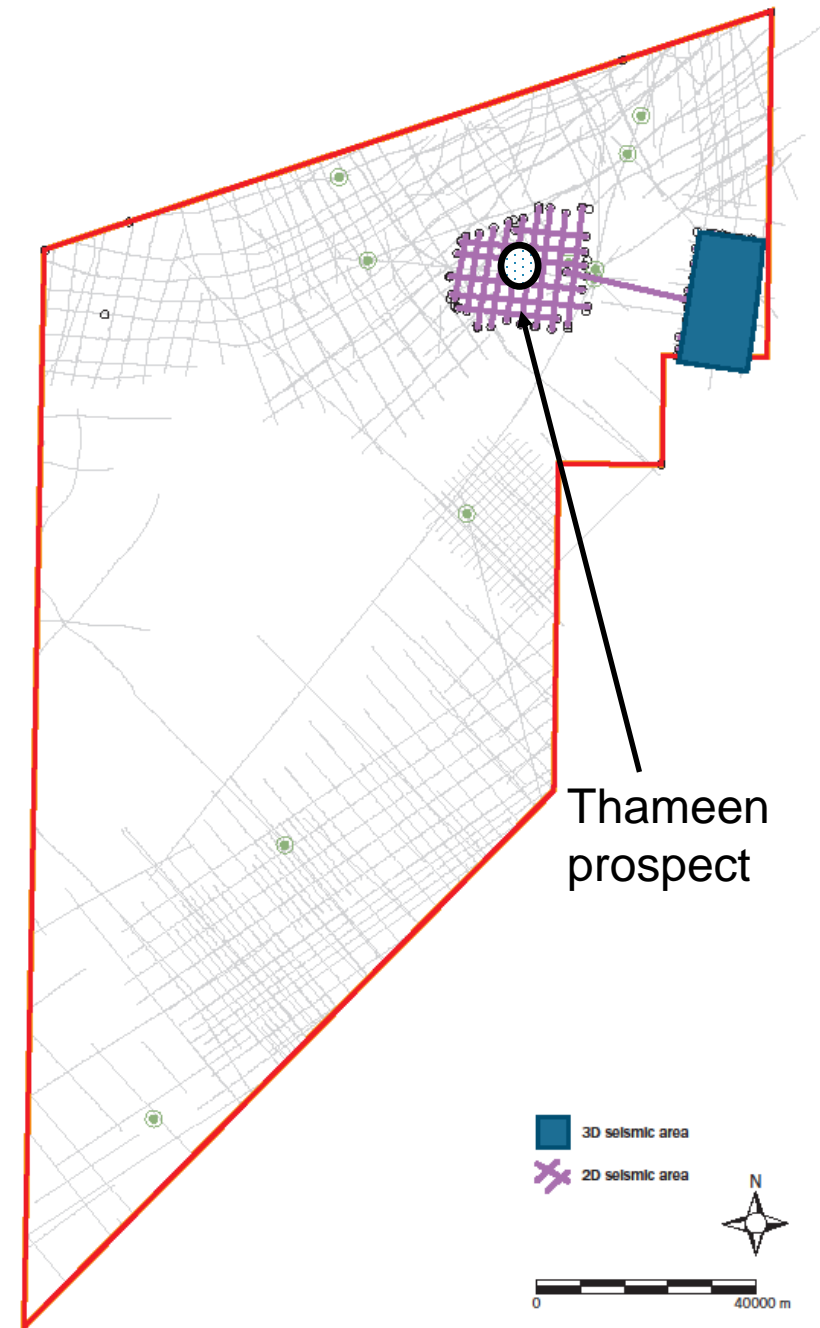 Thameen
prospect
3D seismic area
2D seismic area
N
0 40000 m